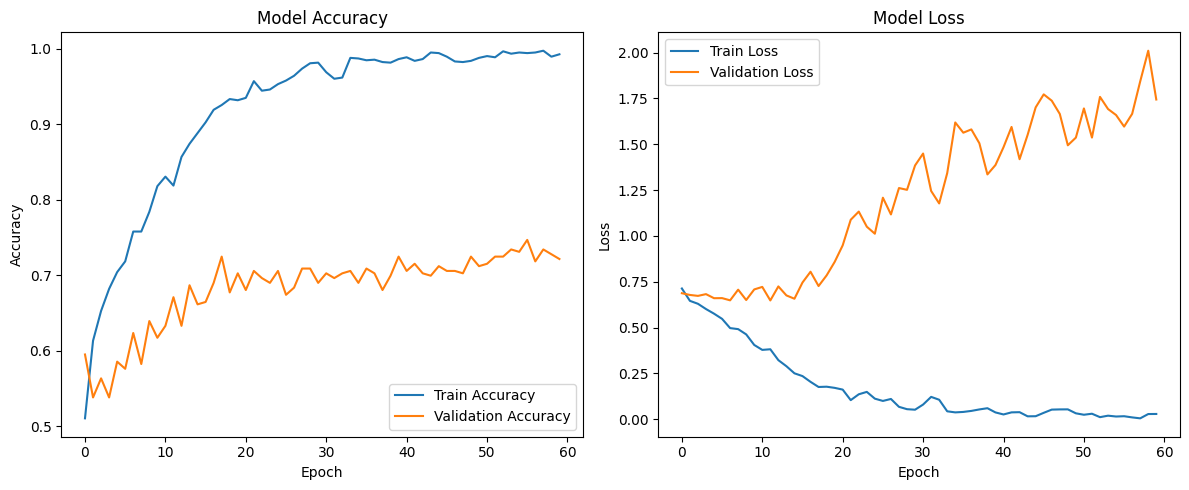 Model Accuracy
1.0
0.9
0.8
0.7
0.6
0.5
Accuracy
0 10 20 30 40 50 60
Epoch
Train Accuracy
Validation Accuracy
Model Loss
2.00
1.75
1.50
1.25
1.00
0.75
0.50
0.25
0.00
Loss
0 10 20 30 40 50 60
Epoch
Train Loss
Validation Loss